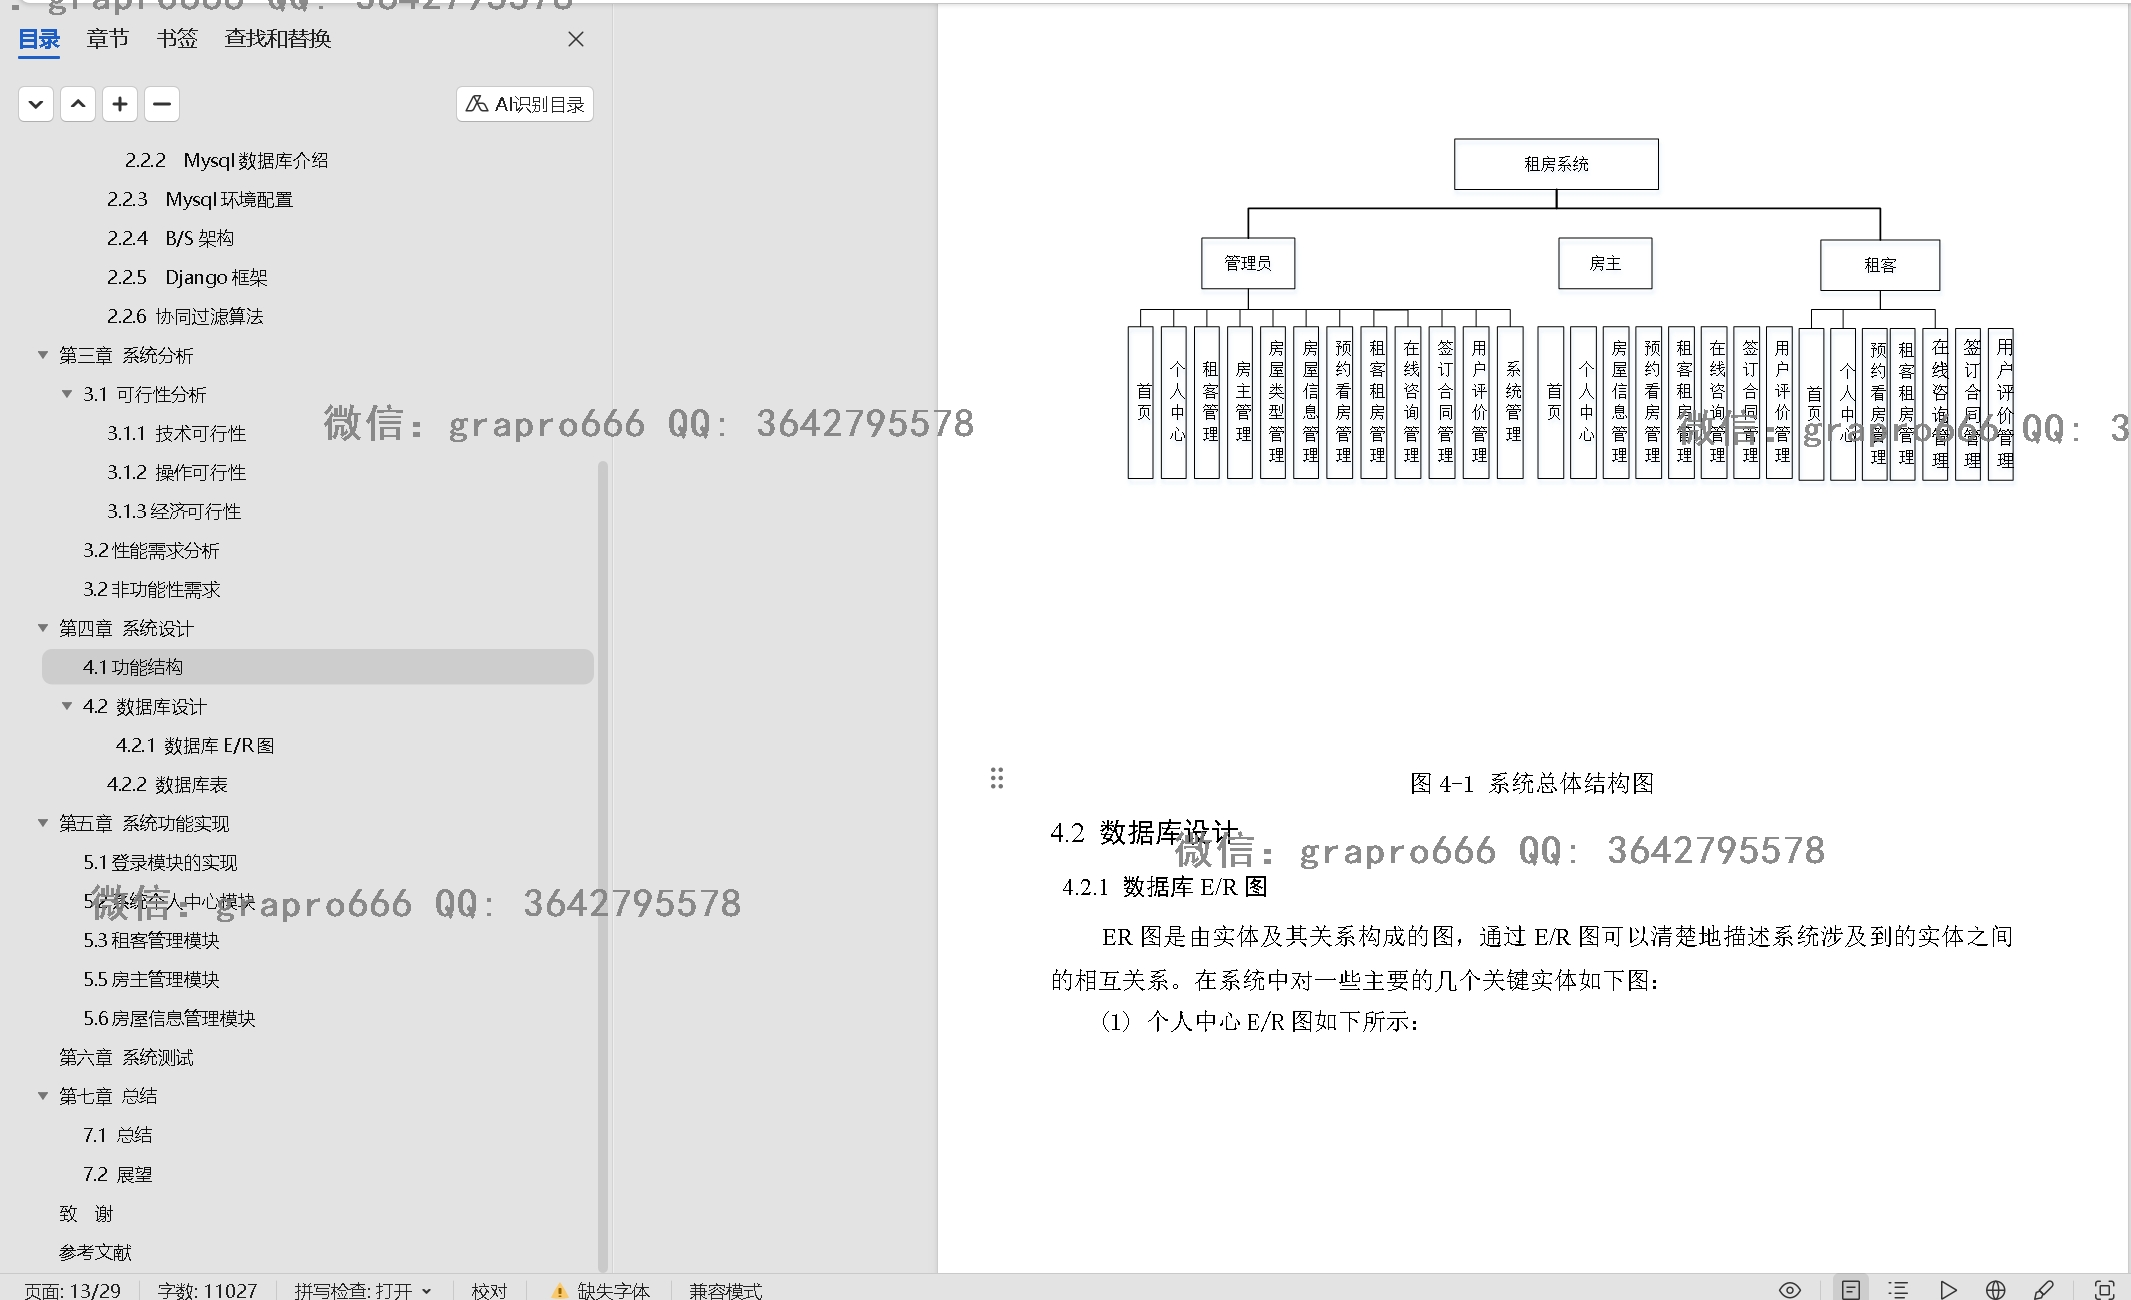 : grapro666 QQ: 3642795578
目录 章节 书签 查找和替换
AI识别目录
2.2.2 Mysql数据库介绍
2.2.3 Mysql环境配置
2.2.4 B/S 架构
2.2.5 Django 框架
2.2.6 协同过滤算法
第三章 系统分析
3.1 可行性分析
3.1.1 技术可行性
3.1.2 操作可行性
3.1.3经济可行性
3.2性能需求分析
3.2非功能性需求
第四章 系统设计
4.1功能结构
4.2 数据库设计
4.2.1 数据库 E/R图
4.2.2 数据库表
第五章 系统功能实现
5.1登录模块的实现
5.2系统个人中心模块
5.3租客管理模块
5.5房主管理模块
5.6房屋信息管理模块
第六章 系统测试
第七章 总结
7.1 总结
7.2 展望
致 谢
参考文献
微信: grapro666 QQ: 3642795578
微信: grapro666 QQ: 3642795578
租房系统
管理员
房主
租客
首页
个人中心
租客管理
房主管理
房屋类型管理
房屋信息管理
预约看房管理
租客租房管理
在线咨询管理
签订合同管理
用户评价管理
系统管理
首页
个人中心
房屋信息管理
预约看房管理
租客租房管理
在线咨询管理
签订合同管理
用户评价管理
首页
个人中心
预约看房管理
租客租房管理
在线咨询管理
签订合同管理
用户评价管理
微信: grapro666 QQ: 3
图 4-1 系统总体结构图
4.2 数据库设计
微信: grapro666 QQ: 3642795578
4.2.1 数据库 E/R 图
ER 图是由实体及其关系构成的图，通过 E/R 图可以清楚地描述系统涉及到的实体之间
的相互关系。在系统中对一些主要的几个关键实体如下图：
（1） 个人中心 E/R 图如下所示：
页面: 13/29 字数: 11027 拼写检查: 打开 校对 缺失字体 兼容模式